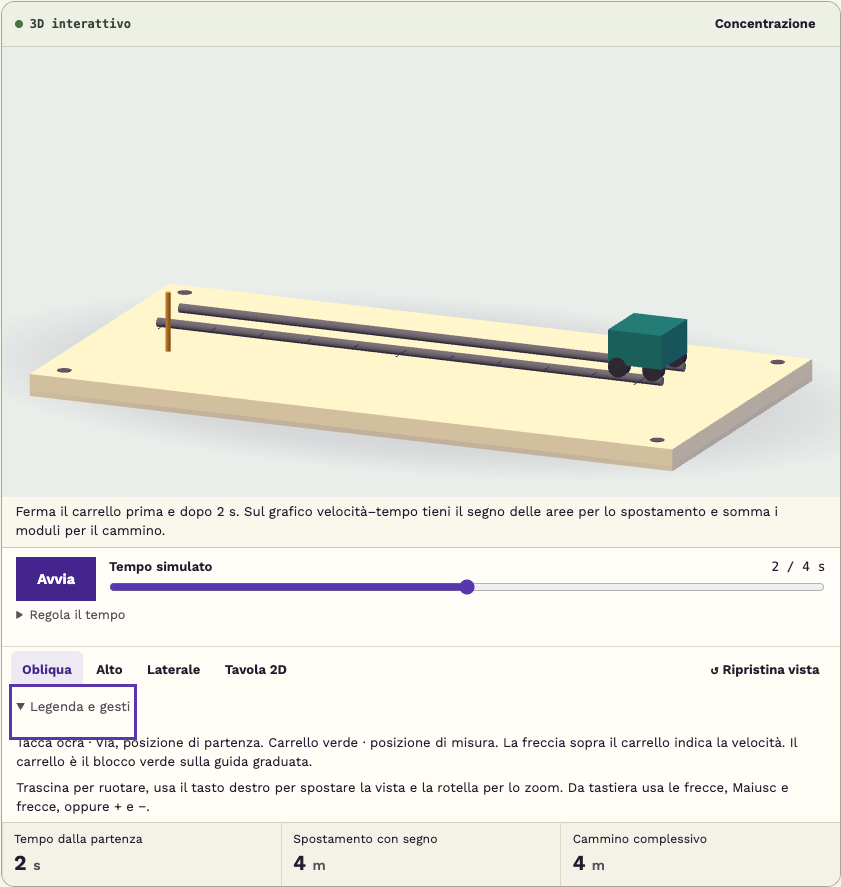 3D interattivo
Concentrazione
Ferma il carrello prima e dopo 2 s. Sul grafico velocità–tempo tieni il segno delle aree per lo spostamento e somma i
moduli per il cammino.
Avvia
Tempo simulato
2 / 4 s
▶ Regola il tempo
Obliqua
Alto
Laterale
Tavola 2D
↺ Ripristina vista
▼ Legenda e gesti
Tacca ocra · Via, posizione di partenza. Carrello verde · posizione di misura. La freccia sopra il carrello indica la velocità. Il
carrello è il blocco verde sulla guida graduata.
Trascina per ruotare, usa il tasto destro per spostare la vista e la rotella per lo zoom. Da tastiera usa le frecce, Maiusc e
frecce, oppure + e −.
Tempo dalla partenza
2 s
Spostamento con segno
4 m
Cammino complessivo
4 m